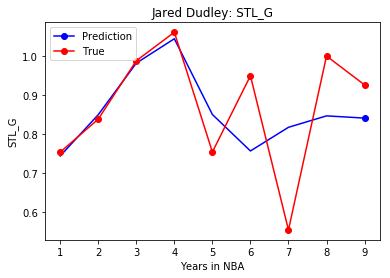 Jared Dudley: STL_G
Prediction
True
STL_G
1.0
0.9
0.8
0.7
0.6
1 2 3 4 5 6 7 8 9
Years in NBA